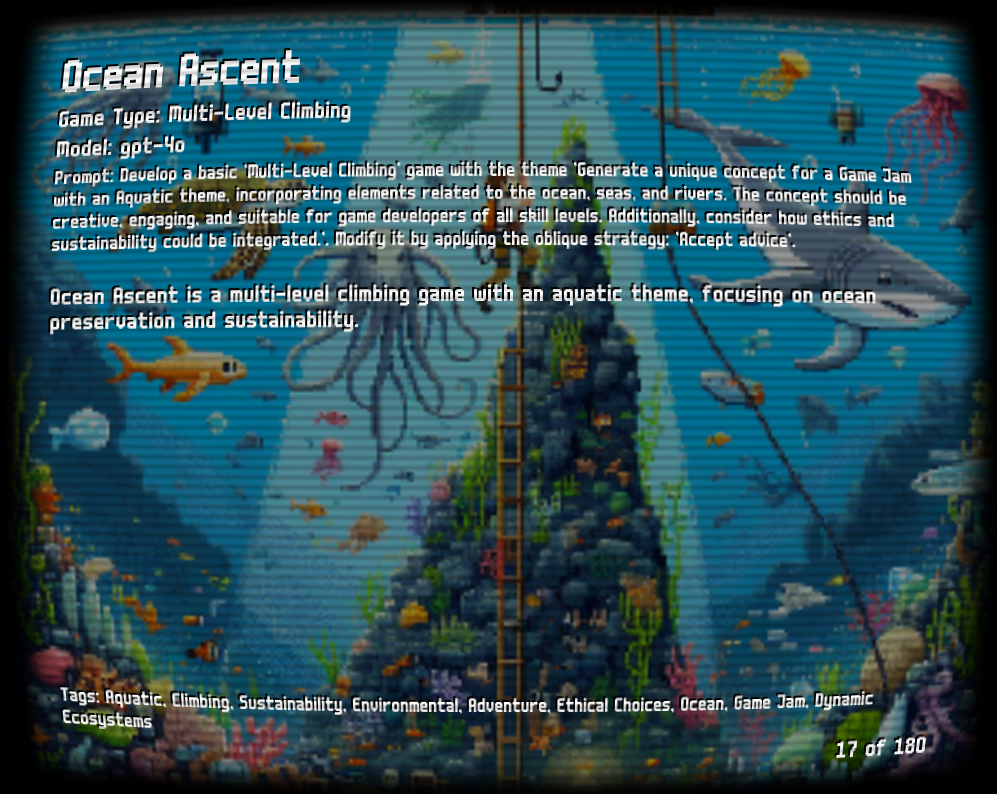 Ocean Ascent
Game Type: Multi-Level Climbing
Model: gpt-4o
Prompt: Develop a basic 'Multi-Level Climbing' game with the theme 'Generate a unique concept for a Game Jam
with an Aquatic theme, incorporating elements related to the ocean, seas, and rivers. The concept should be
creative, engaging, and suitable for game developers of all skill levels. Additionally, consider how ethics and
sustainability could be integrated.'. Modify it by applying the oblique strategy: 'Accept advice'.
Ocean Ascent is a multi-level climbing game with an aquatic theme, focusing on ocean
preservation and sustainability.
Tags: Aquatic, Climbing, Sustainability, Environmental, Adventure, Ethical Choices, Ocean, Game Jam, Dynamic
Ecosystems
17 of 180